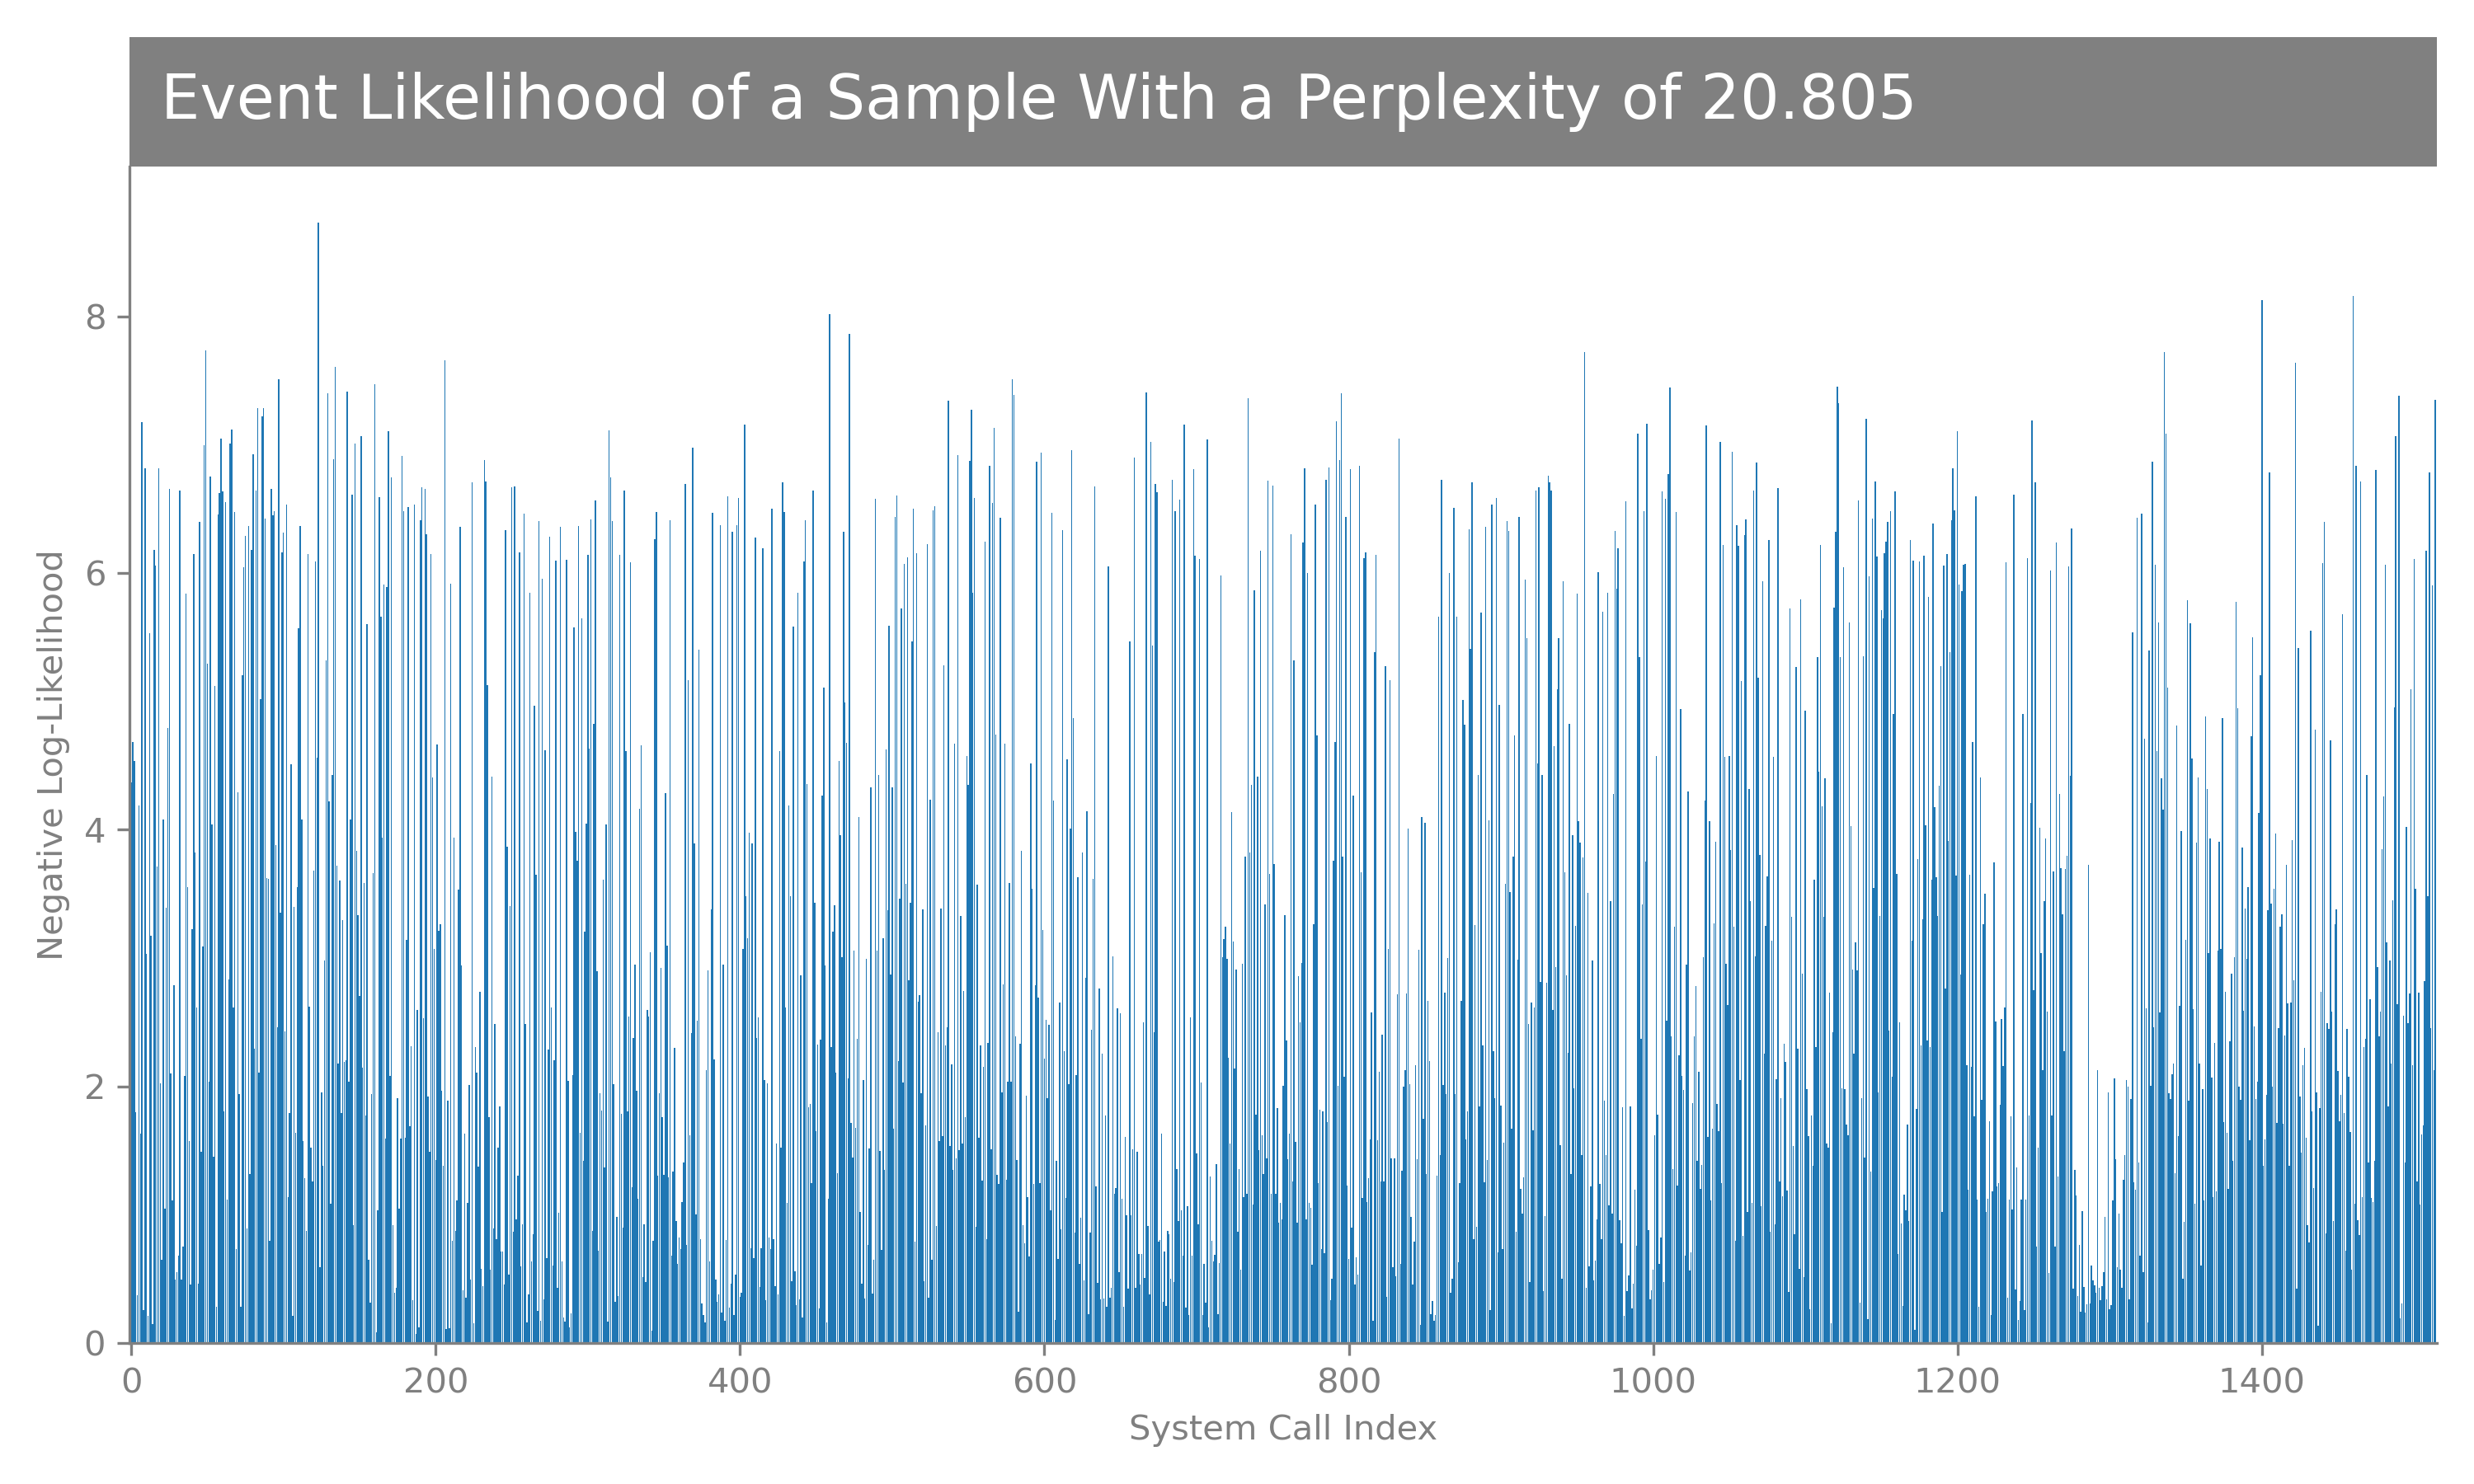 Event Likelihood of a Sample With a Perplexity of 20.805
Negative Log-Likelihood
8
6
4
2
0
0 200 400 600 800 1000 1200 1400
System Call Index